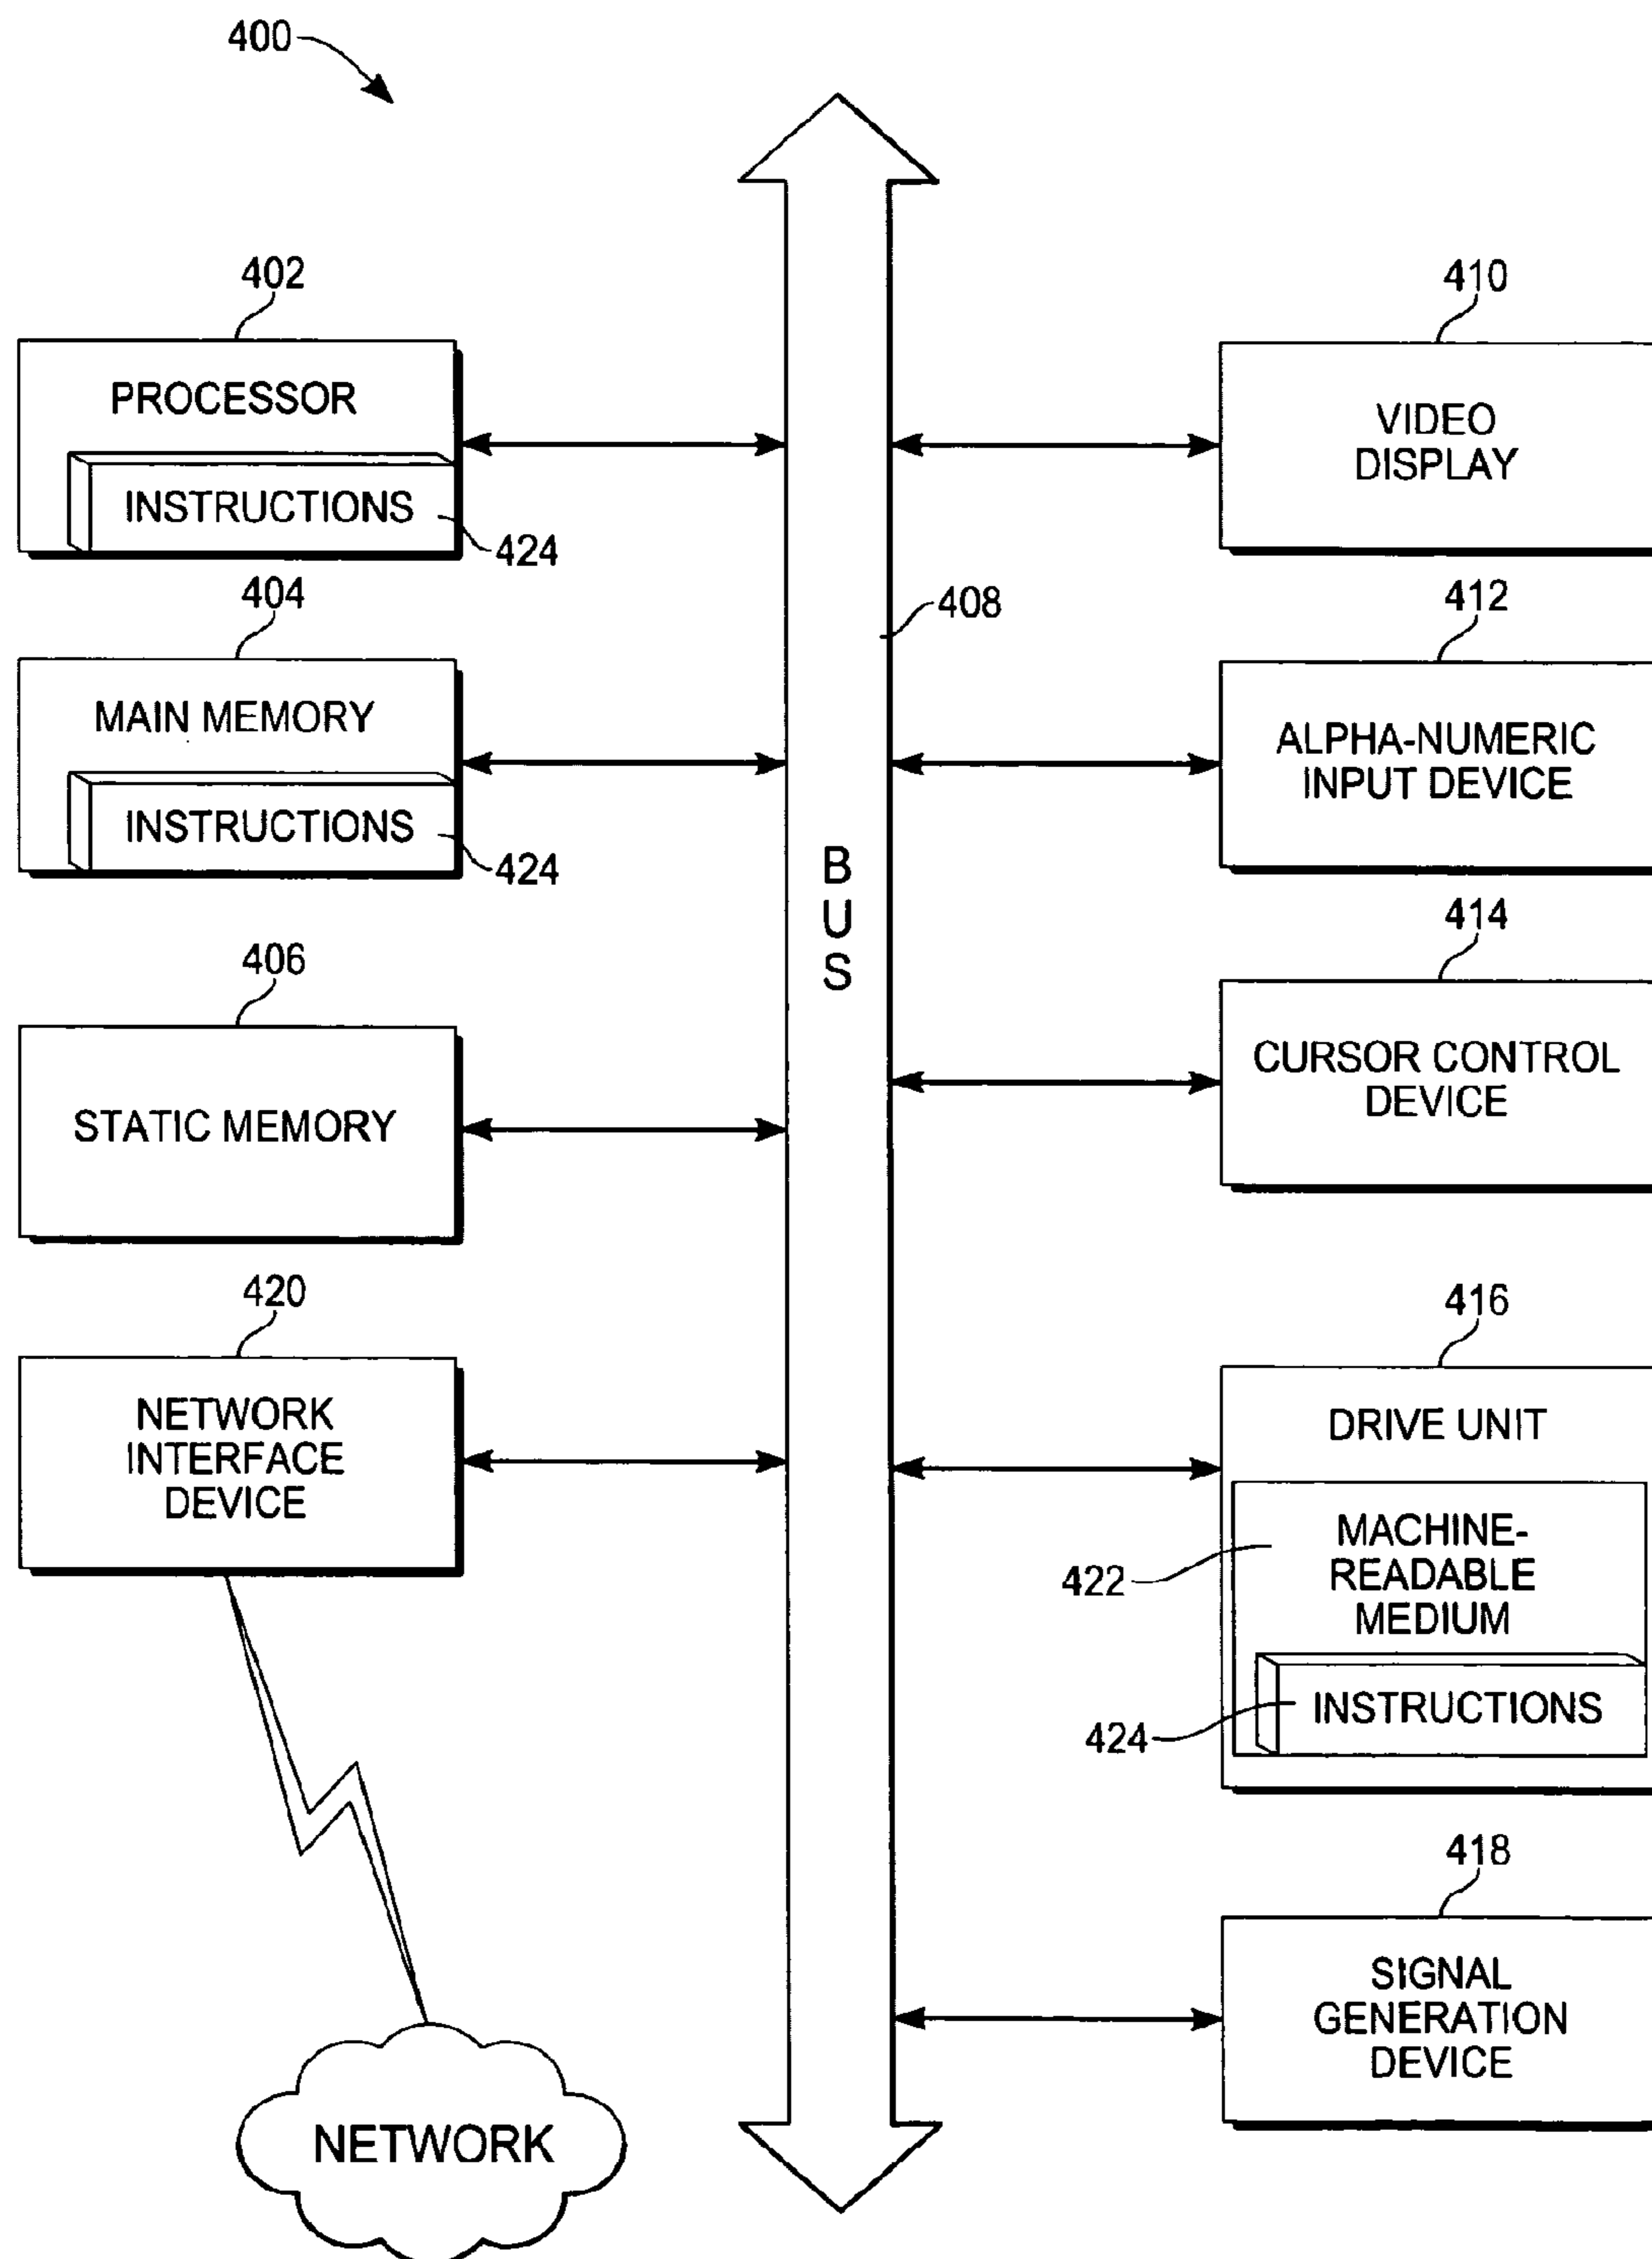 400
402
PROCESSOR
INSTRUCTIONS
424
404
MAIN MEMORY
INSTRUCTIONS
424
406
STATIC MEMORY
420
NETWORK
INTERFACE
DEVICE
NETWORK
408
B
U
S
410
VIDEO
DISPLAY
412
ALPHA-NUMERIC
INPUT DEVICE
414
CURSOR CONTROL
DEVICE
416
DRIVE UNIT
422
MACHINE-
READABLE
MEDIUM
424
INSTRUCTIONS
418
SIGNAL
GENERATION
DEVICE